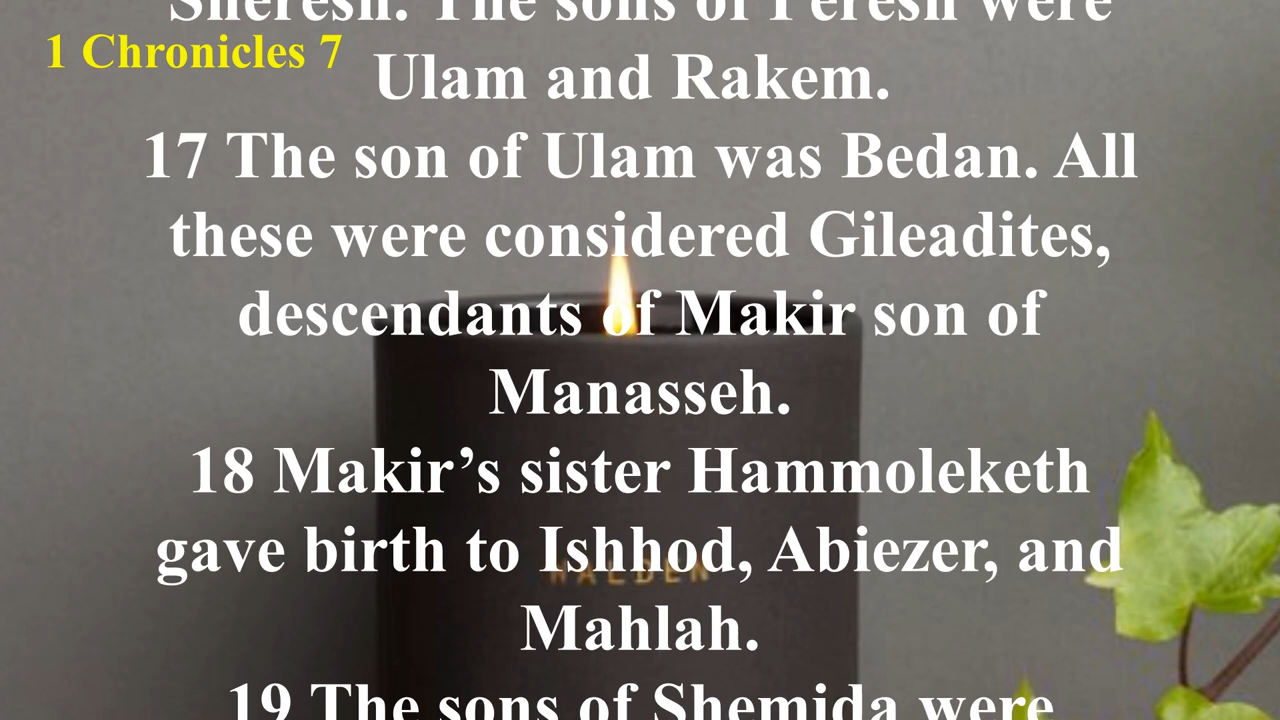 Sheresh. The sons of Peresh were
1 Chronicles 7
Ulam and Rakem.
17 The son of Ulam was Bedan. All
these were considered Gileadites,
descendants of Makir son of
Manasseh.
18 Makir’s sister Hammoleketh
gave birth to Ishhod, Abiezer, and
Mahlah.
19 The sons of Shemida were